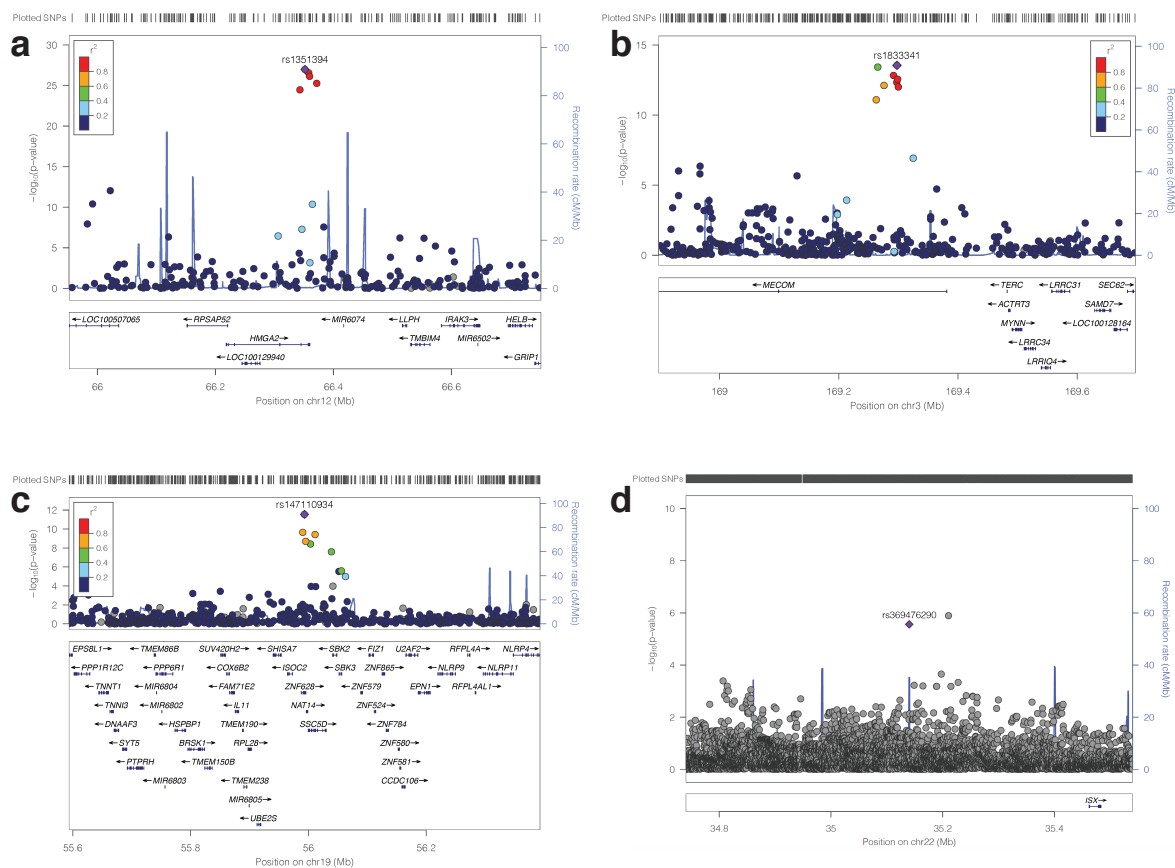 Plotted SNPs
a
30
25
20
15
10
5
0
−log10(p−value)
r2
0.8
0.6
0.4
0.2
rs1351394
100
80
60
40
20
0
Recombination rate (cM/Mb)
←LOC100507065 ←RPSAP52 MIR6074→ ←LLPH IRAK3→ HELB→
HMGA2→ ←TMBIM4 MIR6502→
←LOC100129940 ←GRIP1
66 66.2 66.4 66.6
Position on chr12 (Mb)
Plotted SNPs
b
15
10
5
0
−log10(p−value)
rs1833341
r2
0.8
0.6
0.4
0.2
100
80
60
40
20
0
Recombination rate (cM/Mb)
←MECOM ←TERC ←LRRC31 SEC62→
←ACTRT3 SAMD7→
MYNN→ ←LOC100128164
←LRRC34
LRRIQ4→
169 169.2 169.4 169.6
Position on chr3 (Mb)
Plotted SNPs
c
12
10
8
6
4
2
0
−log10(p−value)
r2
0.8
0.6
0.4
0.2
rs147110934
100
80
60
40
20
0
Recombination rate (cM/Mb)
EPS8L1→ ←TMEM86B SUV420H2→ ←SHISA7 ←SBK2 ←FIZ1 U2AF2→ RFPL4A→ NLRP4→
←PPP1R12C ←PPP6R1 ←COX6B2 ←ISOC2 ←SBK3 ZNF865→ ←NLRP9 ←NLRP11
←TNNT1 ←MIR6804 ←FAM71E2 ZNF628→ ←ZNF579 EPN1→ RFPL4AL1→
←TNNI3 ←MIR6802 ←IL11 NAT14→ ←ZNF524
←DNAAF3 ←HSPBP1 TMEM190→ SSC5D→ ZNF784
←SYT5 BRSK1→ RPL28→ ZNF580→
←PTPRH ←TMEM150B ZNF581→
←MIR6803 ←TMEM238 CCDC106→
MIR6805→
←UBE2S
55.6 55.8 56 56.2
Position on chr19 (Mb)
Plotted SNPs
d
10
8
6
4
2
0
−log10(p−value)
rs369476290
100
80
60
40
20
0
Recombination rate (cM/Mb)
ISX→
34.8 35 35.2 35.4
Position on chr22 (Mb)